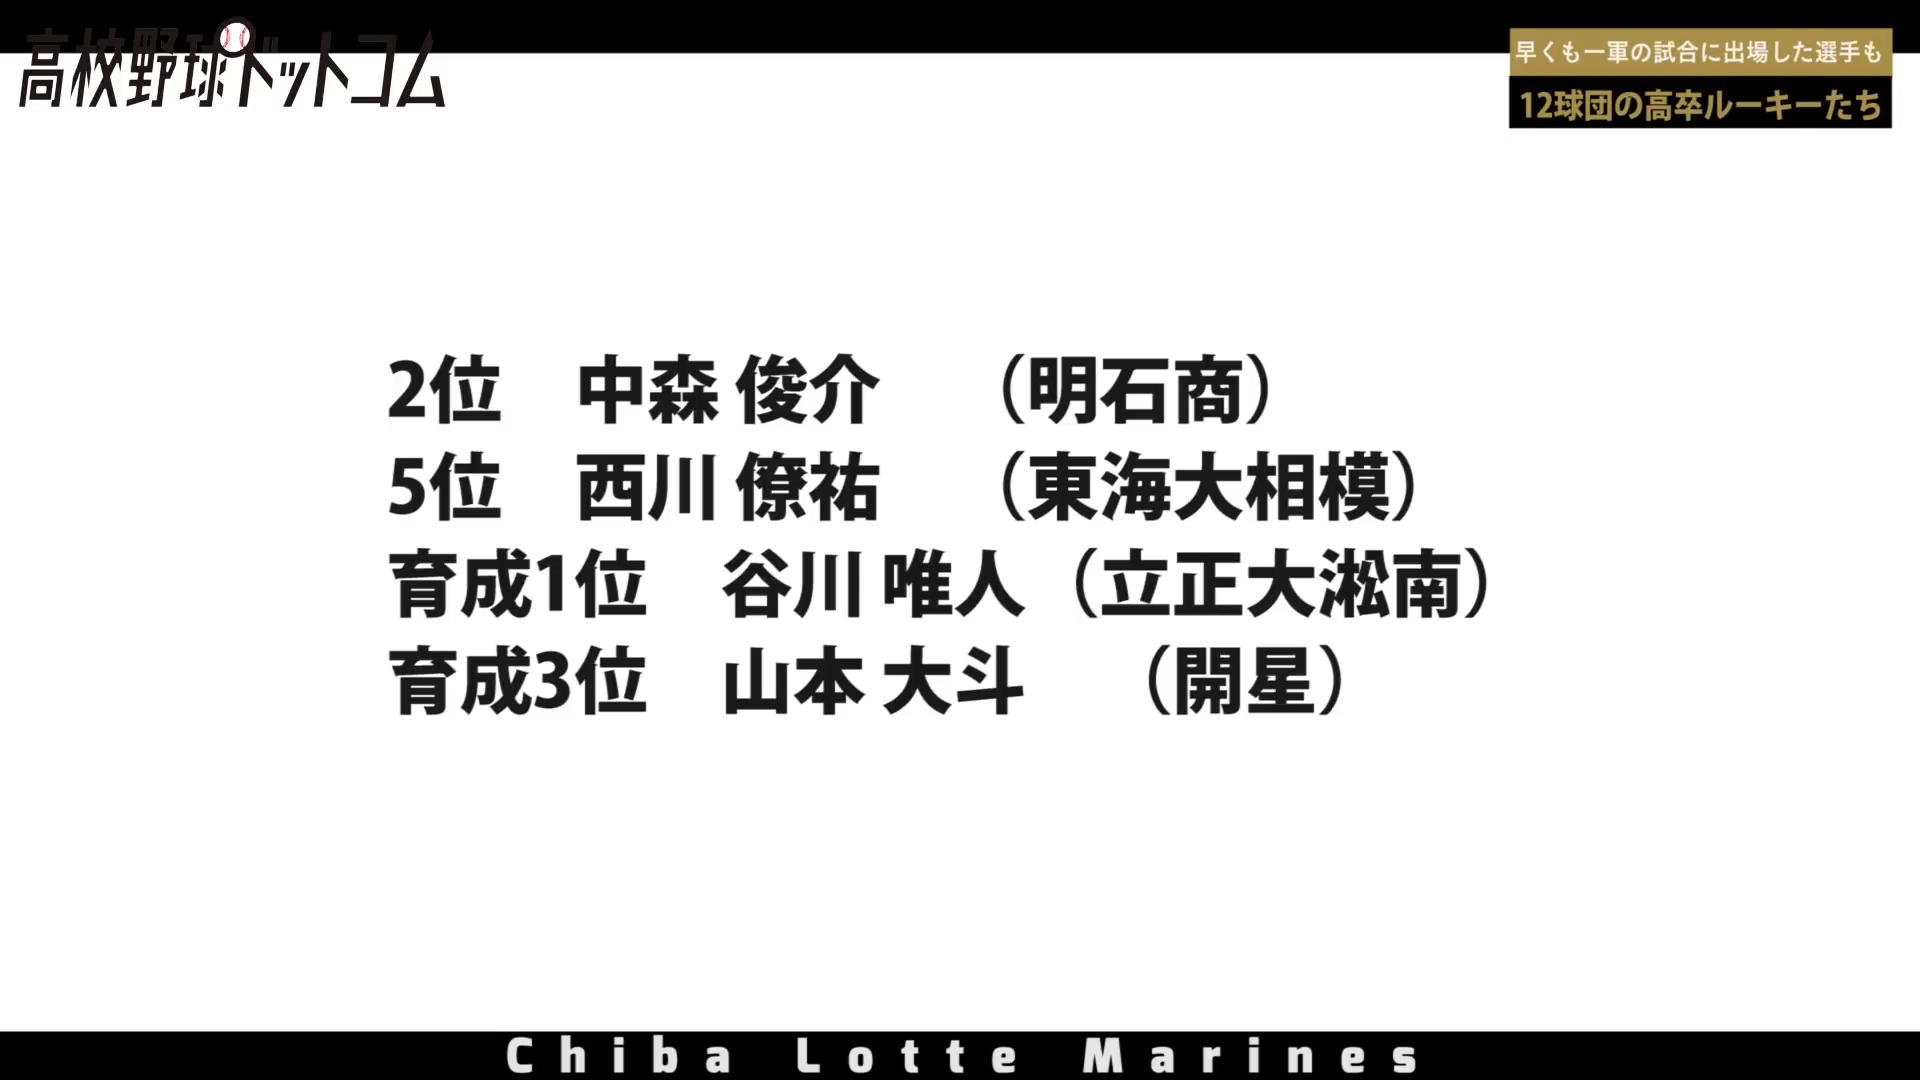 高校野球ドットコム
早くも一軍の試合に出場した選手も
12球団の高卒ルーキーたち
2位　中森 俊介　（明石商）
5位　西川 僚祐　（東海大相模）
育成1位　谷川 唯人（立正大淞南）
育成3位　山本 大斗　（開星）
Chiba Lotte Marines